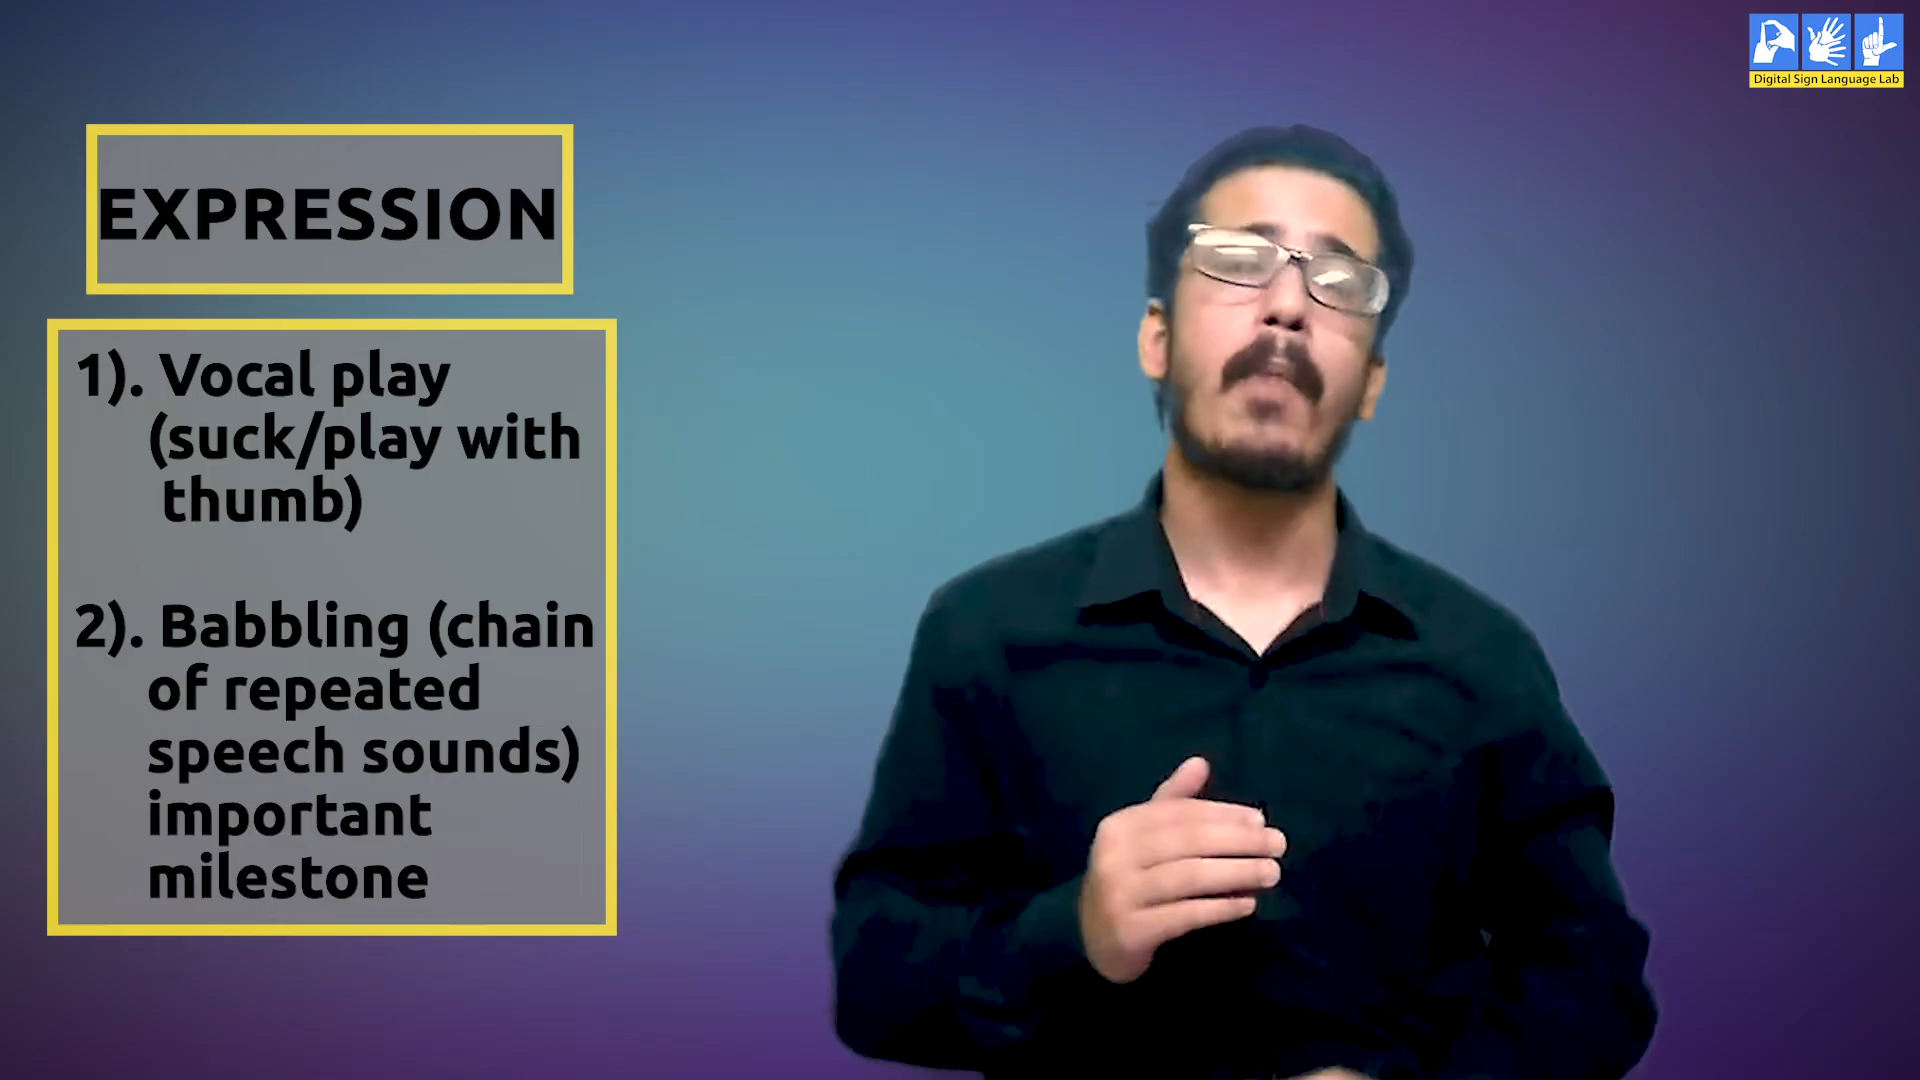 Digital Sign Language Lab
EXPRESSION
1). Vocal play
(suck/play with
thumb)
2). Babbling (chain
of repeated
speech sounds)
important
milestone